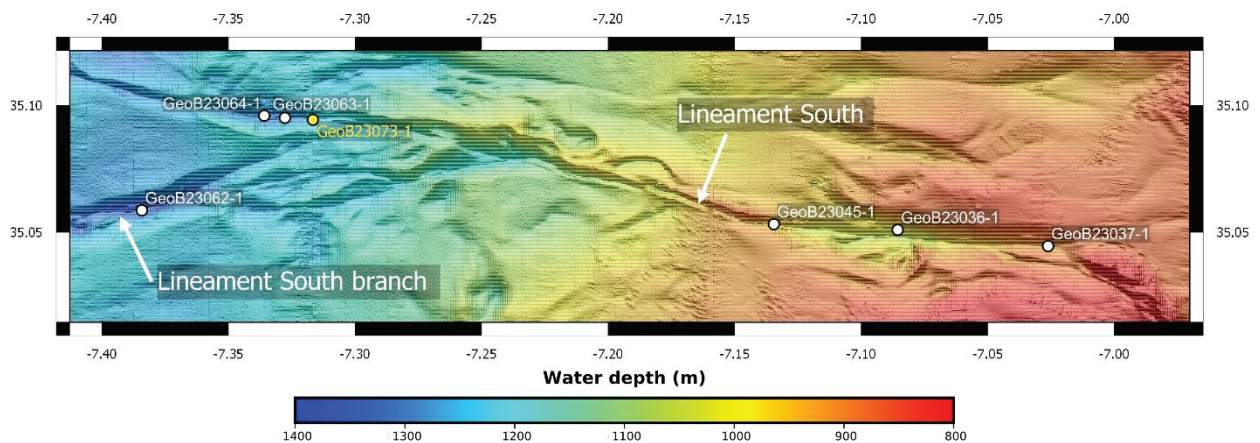 -7.40 -7.35 -7.30 -7.25 -7.20 -7.15 -7.10 -7.05 -7.00
35.10 GeoB23064-1 GeoB23063-1 Lineament South 35.10
GeoB23073-1
GeoB23062-1
GeoB23045-1 GeoB23036-1
35.05 GeoB23037-1 35.05
Lineament South branch
-7.40 -7.35 -7.30 -7.25 -7.20 -7.15 -7.10 -7.05 -7.00
Water depth (m)
1400 1300 1200 1100 1000 900 800